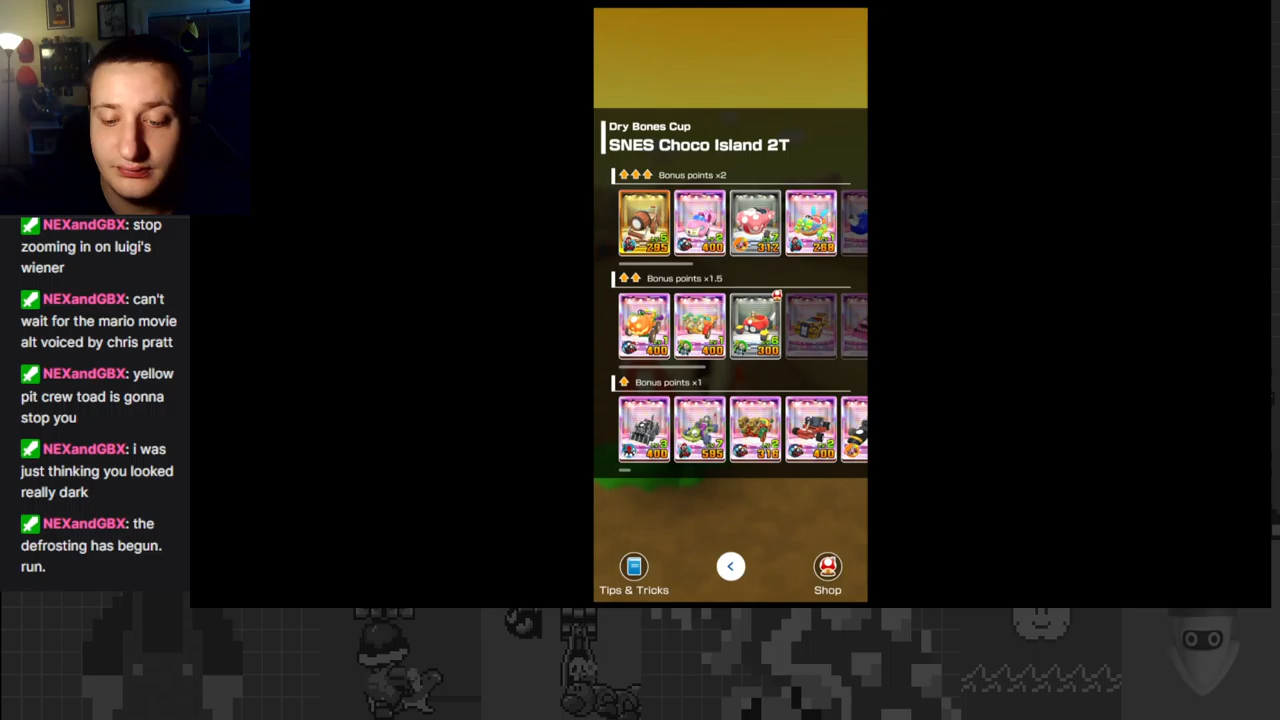 NEXandGBX: stop
zooming in on luigi's
wiener
NEXandGBX: can't
wait for the mario movie
alt voiced by chris pratt
NEXandGBX: yellow
pit crew toad is gonna
stop you
NEXandGBX: i was
just thinking you looked
really dark
NEXandGBX: the
defrosting has begun.
run.
Dry Bones Cup
SNES Choco Island 2T
Bonus points ×2
295 400 312 288
Bonus points ×1.5
400 400 300
Bonus points ×1
400 595 318 400
Tips & Tricks
<
Shop